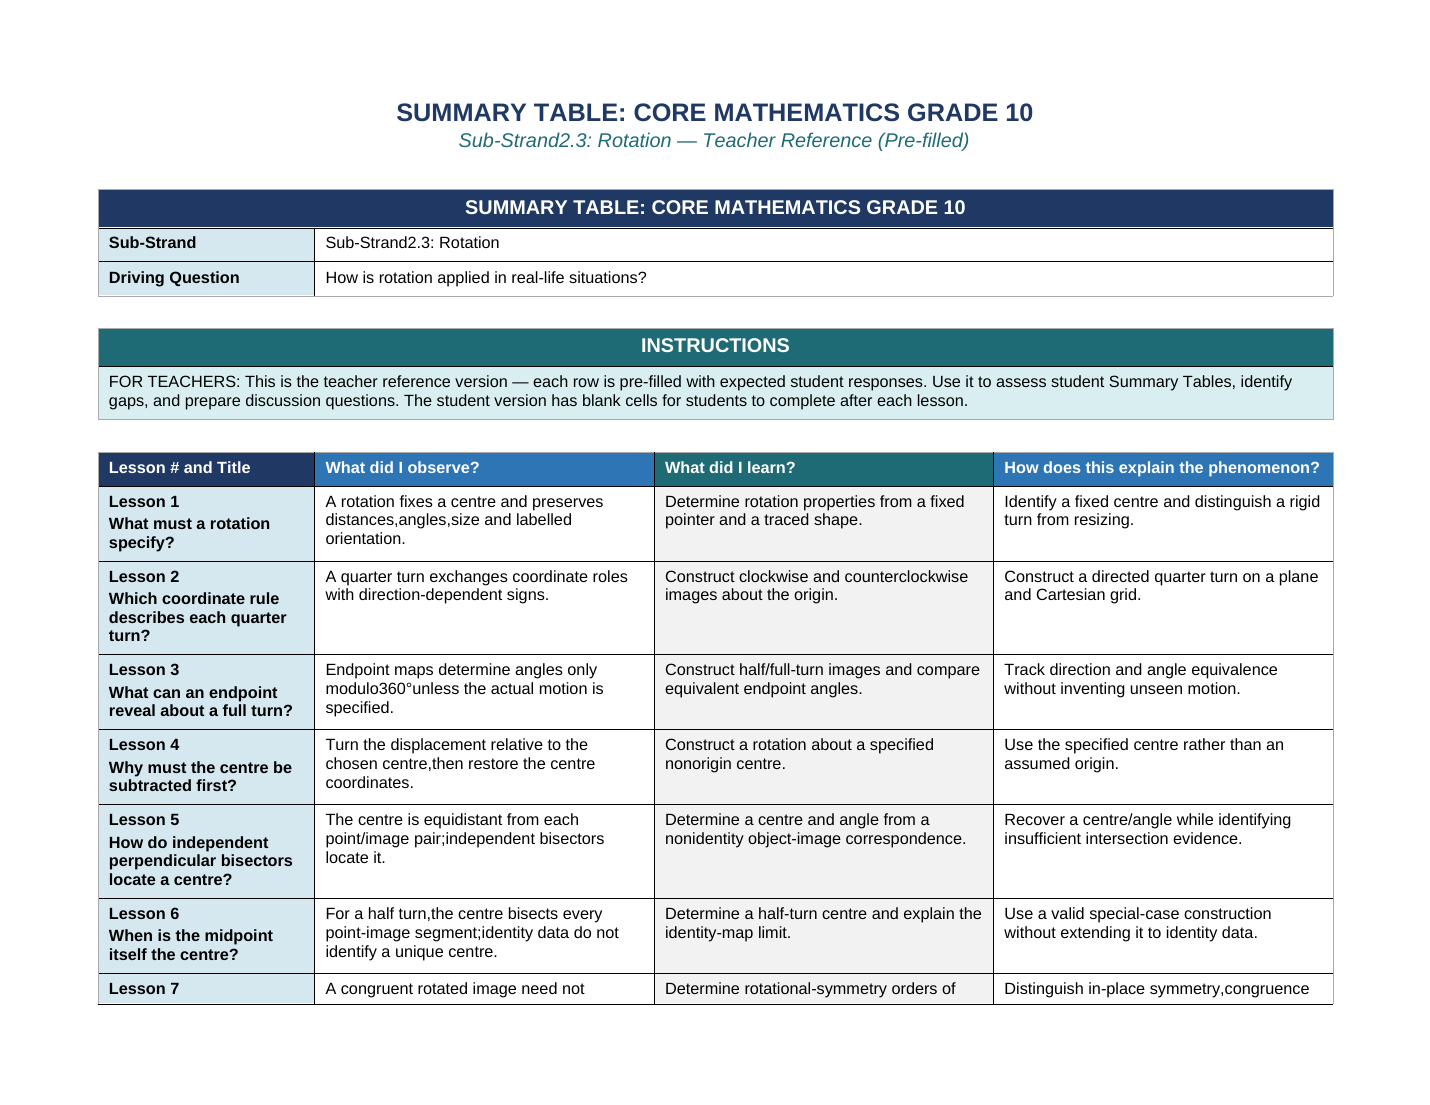 SUMMARY TABLE: CORE MATHEMATICS GRADE 10
Sub-Strand2.3: Rotation — Teacher Reference (Pre-filled)
SUMMARY TABLE: CORE MATHEMATICS GRADE 10
Sub-Strand
Sub-Strand2.3: Rotation
Driving Question
How is rotation applied in real-life situations?
INSTRUCTIONS
FOR TEACHERS: This is the teacher reference version — each row is pre-filled with expected student responses. Use it to assess student Summary Tables, identify
gaps, and prepare discussion questions. The student version has blank cells for students to complete after each lesson.
Lesson # and Title
What did I observe?
What did I learn?
How does this explain the phenomenon?
Lesson 1
What must a rotation
specify?
A rotation fixes a centre and preserves
distances,angles,size and labelled
orientation.
Determine rotation properties from a fixed
pointer and a traced shape.
Identify a fixed centre and distinguish a rigid
turn from resizing.
Lesson 2
Which coordinate rule
describes each quarter
turn?
A quarter turn exchanges coordinate roles
with direction-dependent signs.
Construct clockwise and counterclockwise
images about the origin.
Construct a directed quarter turn on a plane
and Cartesian grid.
Lesson 3
What can an endpoint
reveal about a full turn?
Endpoint maps determine angles only
modulo360°unless the actual motion is
specified.
Construct half/full-turn images and compare
equivalent endpoint angles.
Track direction and angle equivalence
without inventing unseen motion.
Lesson 4
Why must the centre be
subtracted first?
Turn the displacement relative to the
chosen centre,then restore the centre
coordinates.
Construct a rotation about a specified
nonorigin centre.
Use the specified centre rather than an
assumed origin.
Lesson 5
How do independent
perpendicular bisectors
locate a centre?
The centre is equidistant from each
point/image pair;independent bisectors
locate it.
Determine a centre and angle from a
nonidentity object-image correspondence.
Recover a centre/angle while identifying
insufficient intersection evidence.
Lesson 6
When is the midpoint
itself the centre?
For a half turn,the centre bisects every
point-image segment;identity data do not
identify a unique centre.
Determine a half-turn centre and explain the
identity-map limit.
Use a valid special-case construction
without extending it to identity data.
Lesson 7
A congruent rotated image need not
Determine rotational-symmetry orders of
Distinguish in-place symmetry,congruence